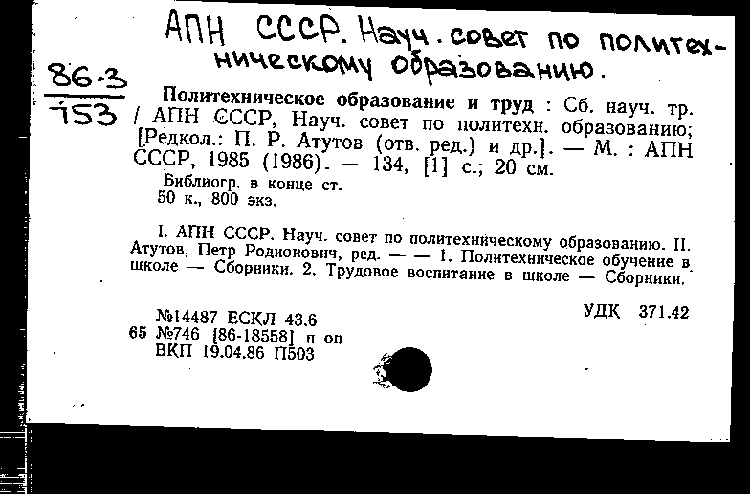 АПН СССР. Науч. совет по политех-
ническому образованию.
86-3
153
Политехническое образование и труд : Сб. науч. тр.
/ АПН СССР, Науч. совет по политехн. образованию;
[Редкол.: П. Р. Атутов (отв. ред.) и др.]. — М. : АПН
СССР, 1985 (1986). — 134, [1] с.; 20 см.
Библиогр. в конце ст.
50 к., 800 экз.
I. АПН СССР. Науч. совет по политехническому образованию. II.
Атутов, Петр Родионович, ред. — — 1. Политехническое обучение в
школе — Сборники. 2. Трудовое воспитание в школе — Сборники.
УДК 371.42
№14487 ЕСКЛ 43.6
65 №746 [86-18558] п оп
ВКП 19.04.86 П503